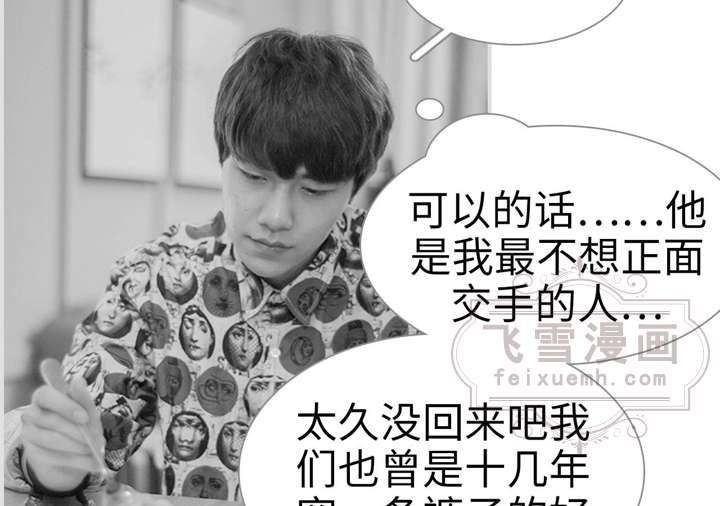 可以的话……他
是我最不想正面
交手的人…
飞雪漫画
feixuemh.com
太久没回来吧我
们也曾是十几年